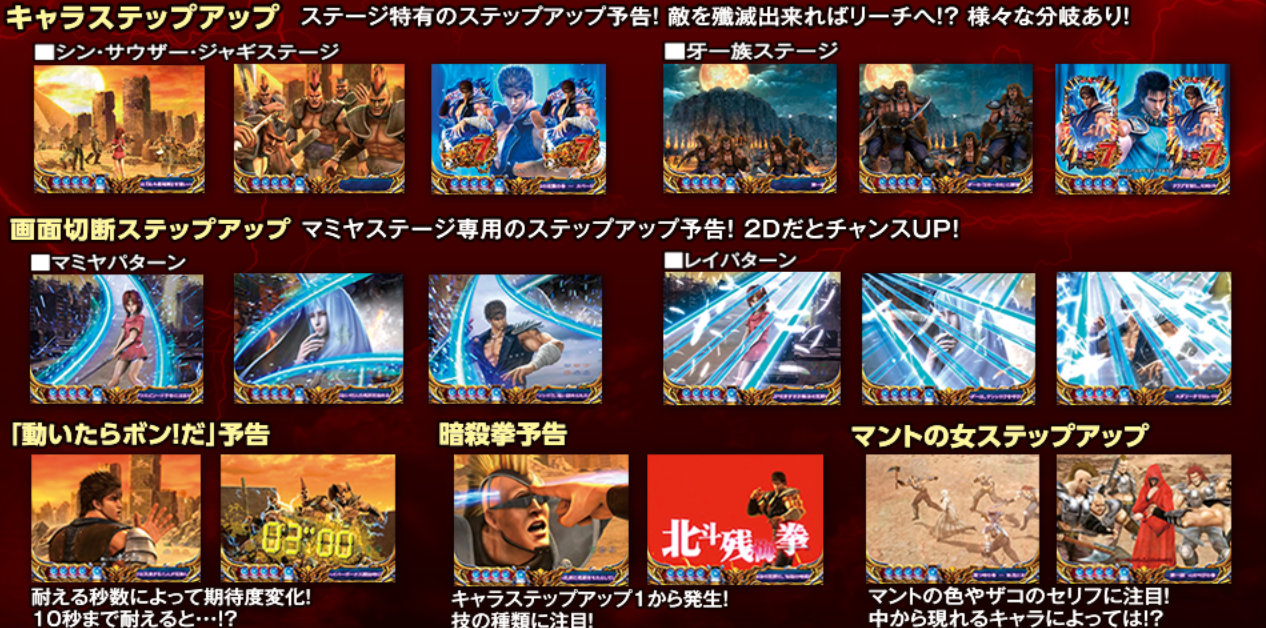 キャラステップアップ ステージ特有のステップアップ予告! 敵を殲滅出来ればリーチへ!? 様々な分岐あり!
■シン・サウザー・ジャギステージ
■牙一族ステージ
画面切断ステップアップ マミヤステージ専用のステップアップ予告! 2DだとチャンスUP!
■マミヤパターン
■レイパターン
「動いたらボン!だ」予告
03:00
耐える秒数によって期待度変化!
10秒まで耐えると…!?
暗殺拳予告
北斗残悔拳
キャラステップアップ1から発生!
技の種類に注目!
マントの女ステップアップ
マントの色やザコのセリフに注目!
中から現れるキャラによっては!?